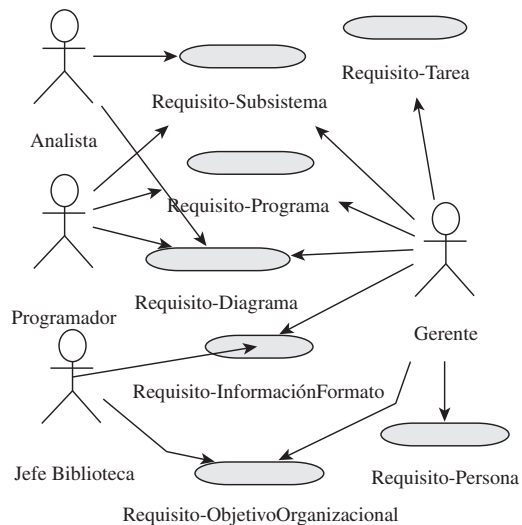 Requisito-Tarea
Requisito-Subsistema
Analista
Requisito-Programa
Requisito-Diagrama
Programador
Gerente
Requisito-InformaciónFormato
Jefe Biblioteca
Requisito-Persona
Requisito-ObjetivoOrganizacional